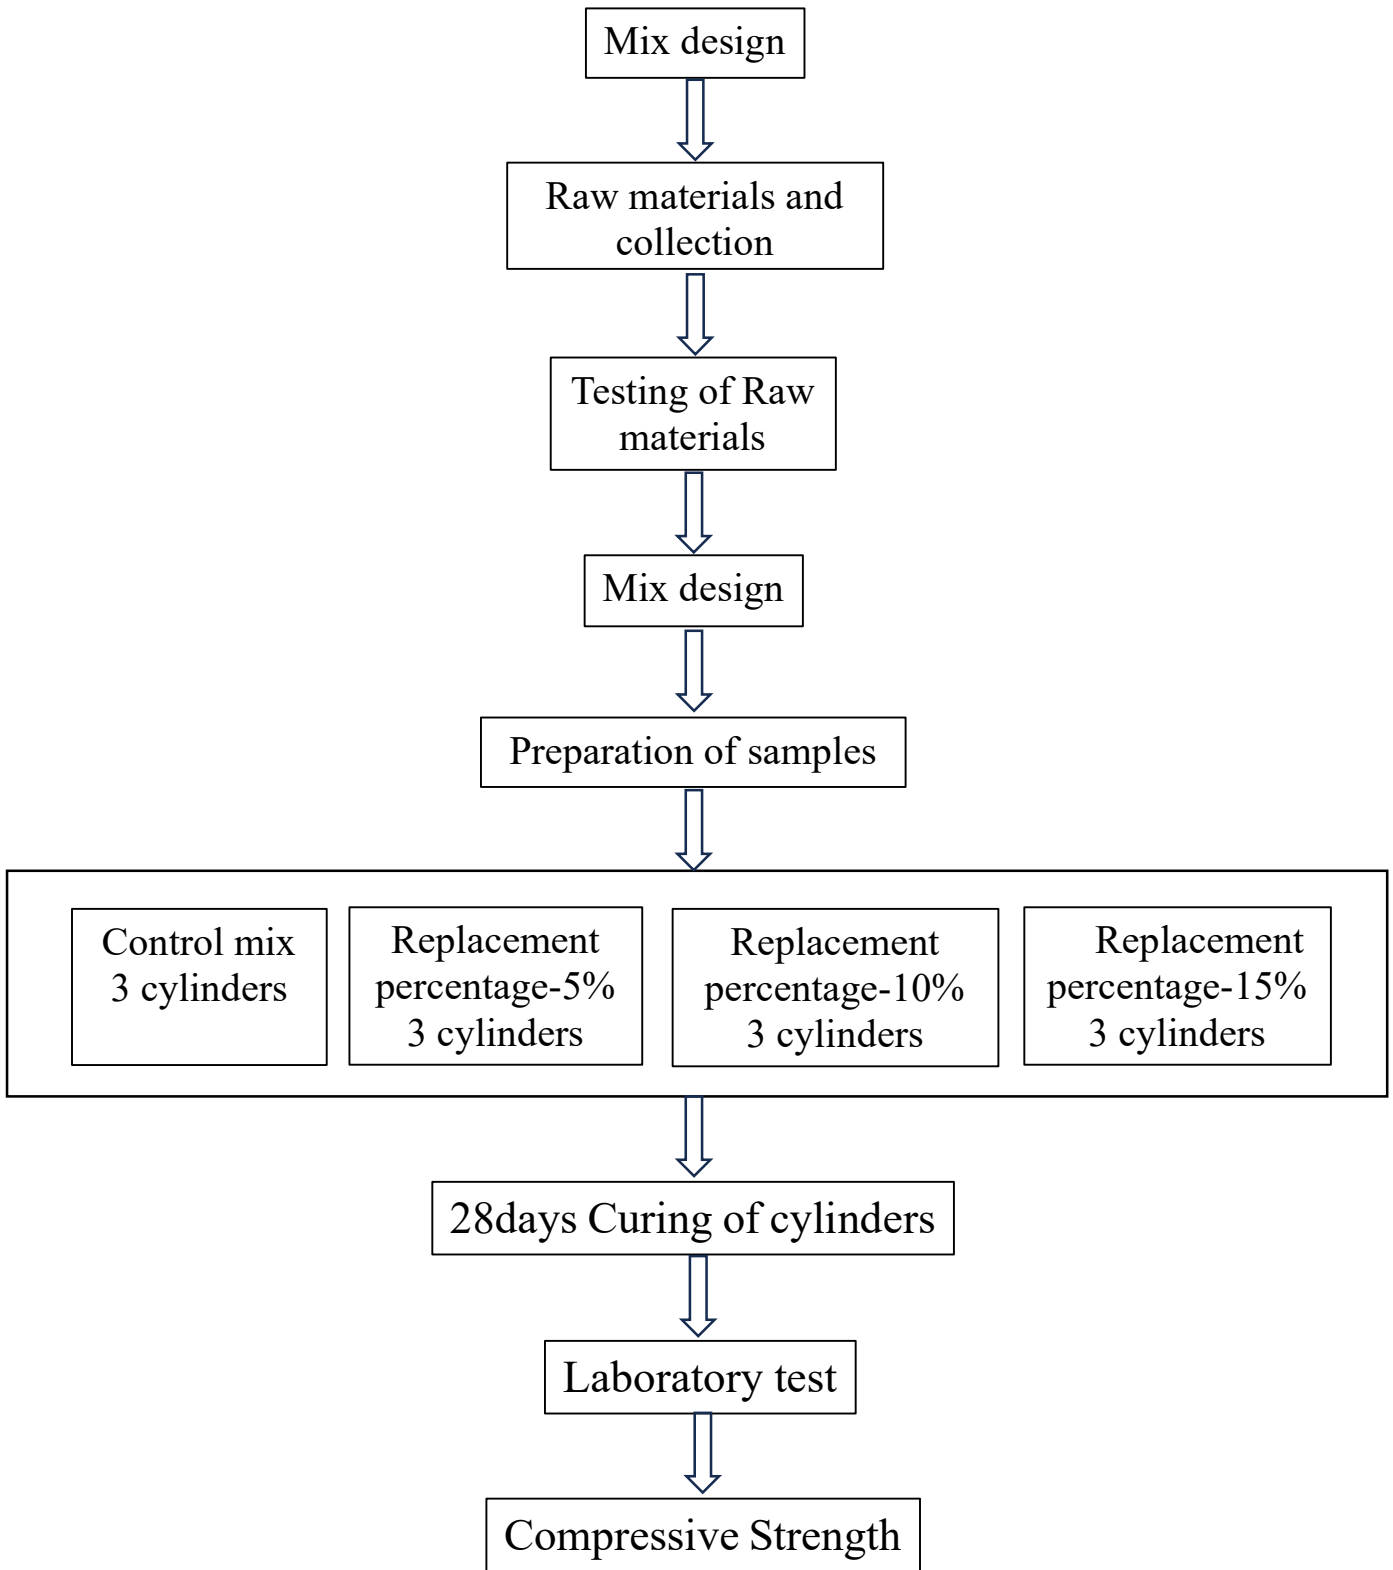 Mix design
Raw materials and
collection
Testing of Raw
materials
Mix design
Preparation of samples
Control mix
3 cylinders
Replacement
percentage-5%
3 cylinders
Replacement
percentage-10%
3 cylinders
Replacement
percentage-15%
3 cylinders
28days Curing of cylinders
Laboratory test
Compressive Strength